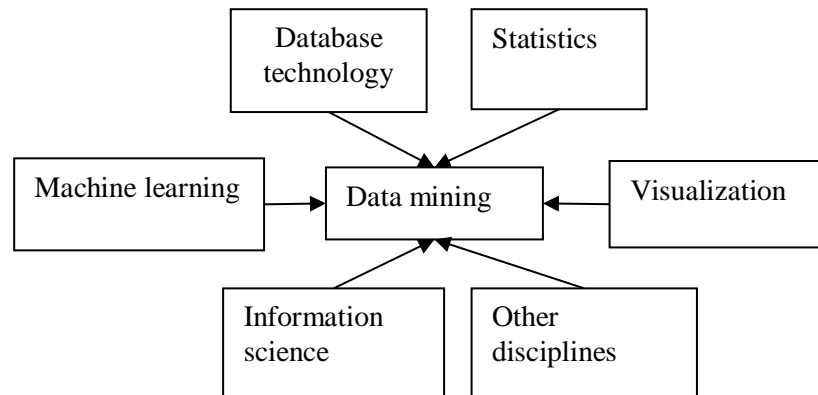 Database
technology
Statistics
Machine learning
Data mining
Visualization
Information
science
Other
disciplines